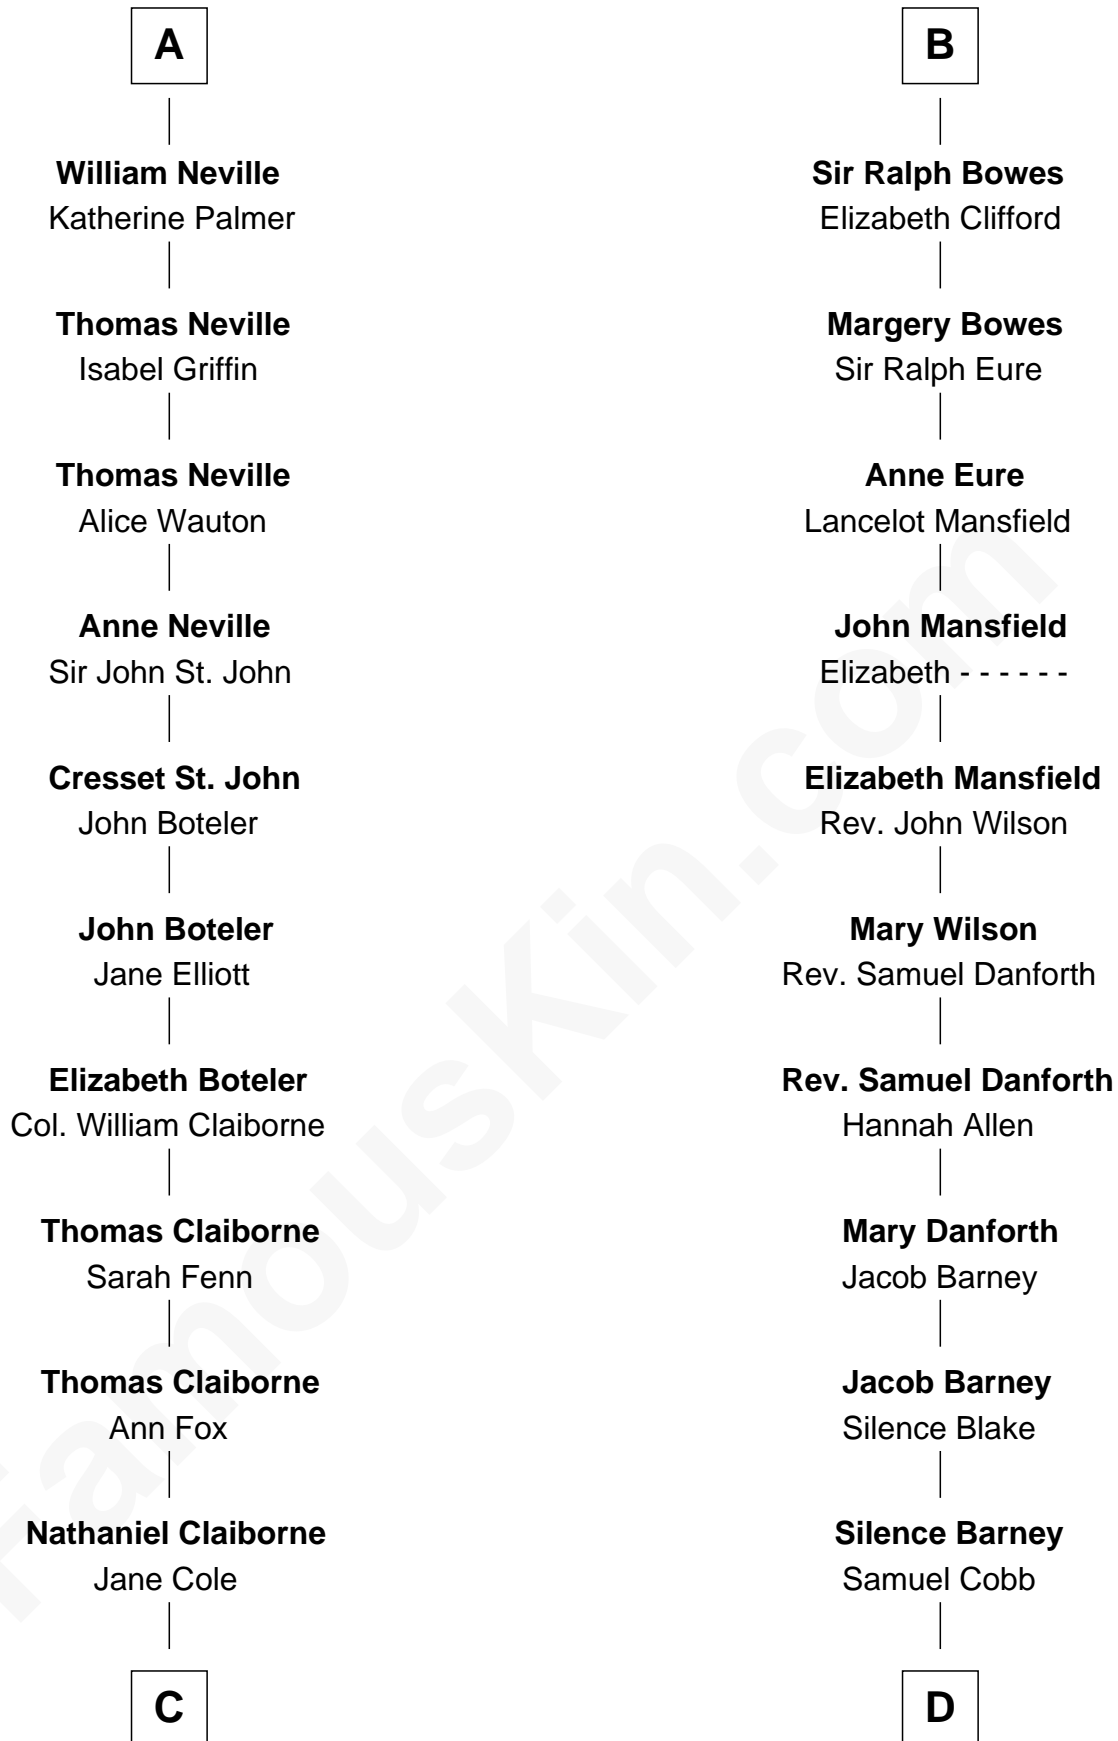 A
William Neville
Katherine Palmer
Thomas Neville
Isabel Griffin
Thomas Neville
Alice Wauton
Anne Neville
Sir John St. John
Cresset St. John
John Boteler
John Boteler
Jane Elliott
Elizabeth Boteler
Col. William Claiborne
Thomas Claiborne
Sarah Fenn
Thomas Claiborne
Ann Fox
Nathaniel Claiborne
Jane Cole
C
B
Sir Ralph Bowes
Elizabeth Clifford
Margery Bowes
Sir Ralph Eure
Anne Eure
Lancelot Mansfield
John Mansfield
Elizabeth - - - - - -
Elizabeth Mansfield
Rev. John Wilson
Mary Wilson
Rev. Samuel Danforth
Rev. Samuel Danforth
Hannah Allen
Mary Danforth
Jacob Barney
Jacob Barney
Silence Blake
Silence Barney
Samuel Cobb
D
FamousKin.com